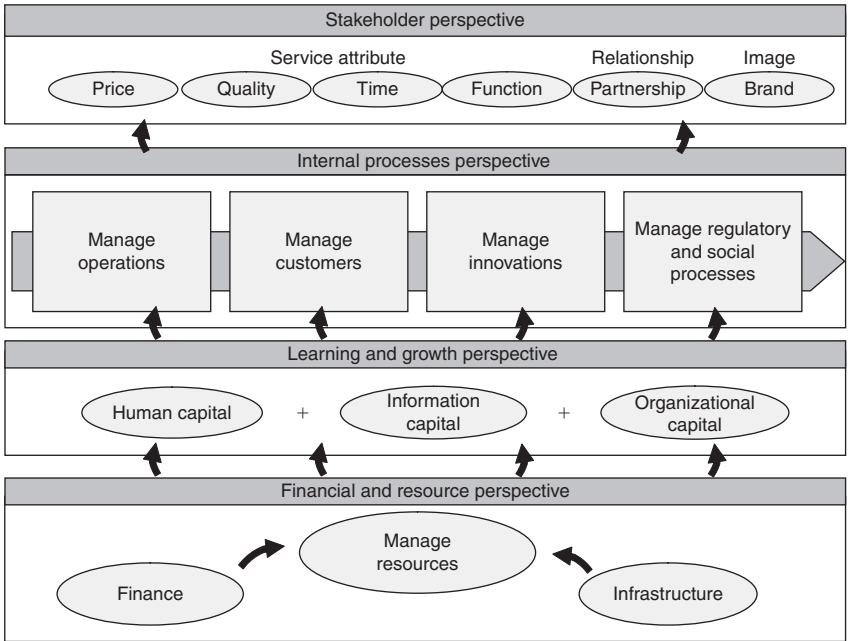 Stakeholder perspective
Service attribute
Relationship
Image
Price
Quality
Time
Function
Partnership
Brand
Internal processes perspective
Manage
operations
Manage
customers
Manage
innovations
Manage regulatory
and social
processes
Learning and growth perspective
Human capital
+
Information
capital
+
Organizational
capital
Financial and resource perspective
Manage
resources
Finance
Infrastructure